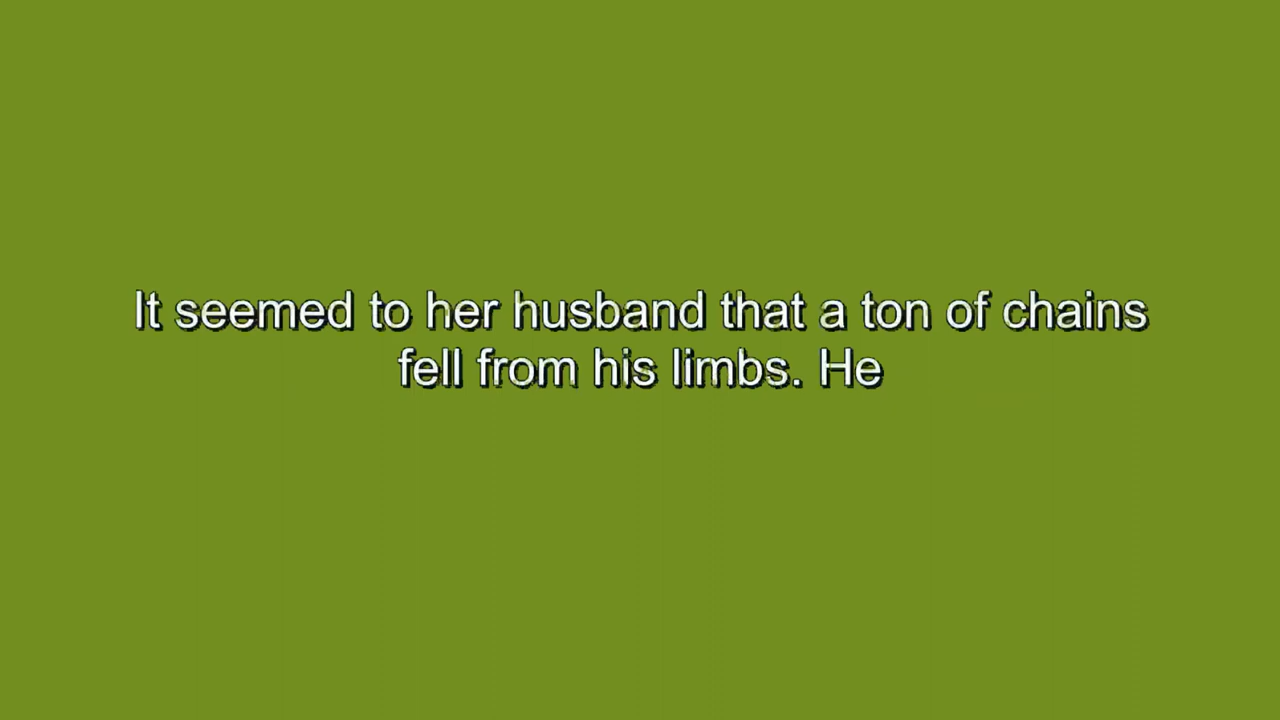 It seemed to her husband that a ton of chains
fell from his limbs. He